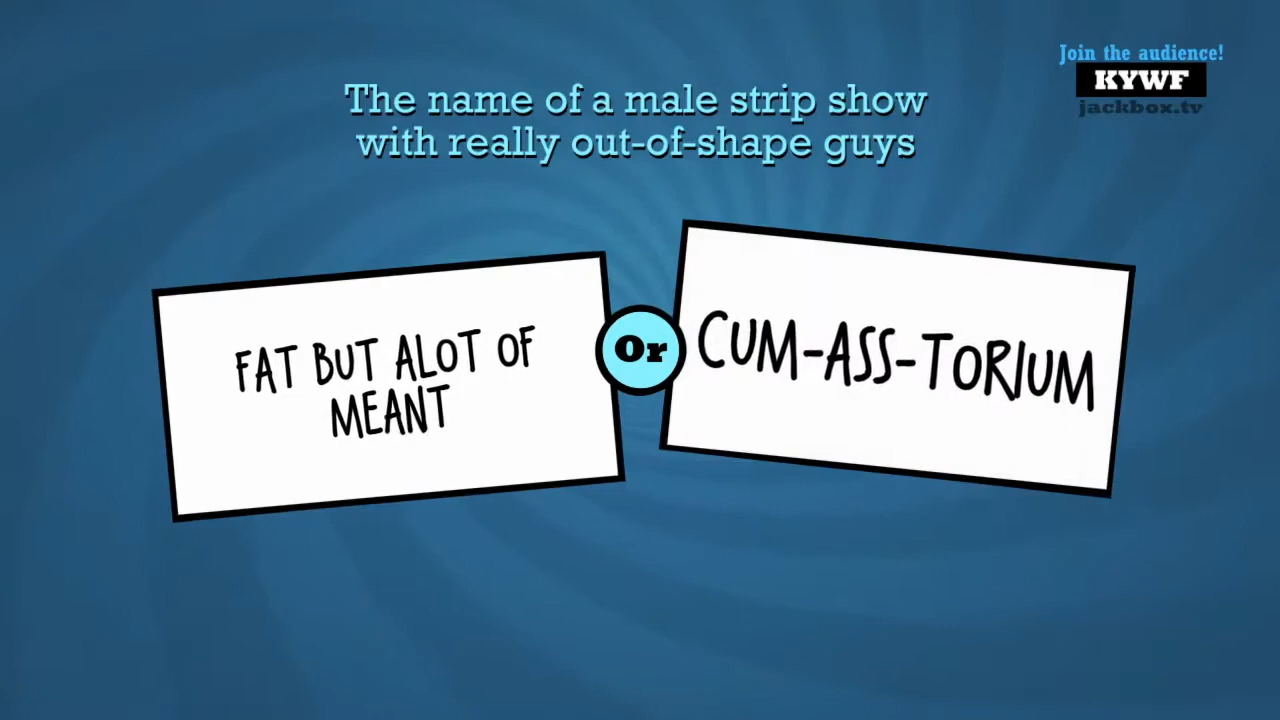 Join the audience!
KYWF
jackbox.tv
The name of a male strip show
with really out-of-shape guys
FAT BUT ALOT OF
MEANT
Or
CUM-ASS-TORIUM